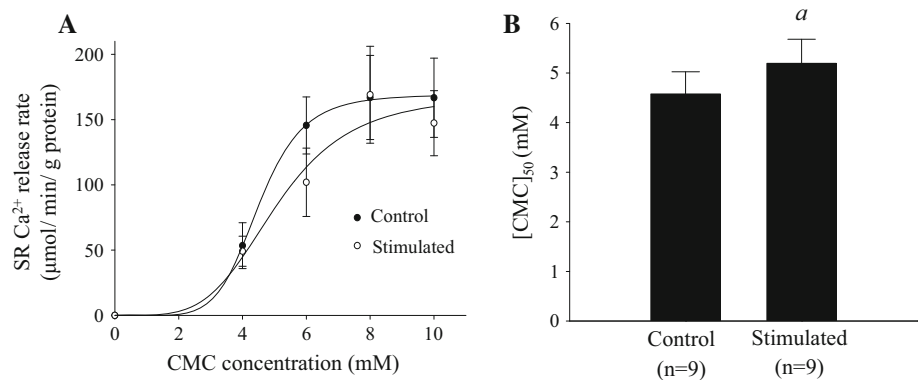 A
SR Ca²⁺ release rate
(μmol/ min/ g protein)
200
150
100
50
0
0
2
4
6
8
10
CMC concentration (mM)
Control
Stimulated
B
a
[CMC]₅₀ (mM)
6
5
4
3
2
1
0
Control
(n=9)
Stimulated
(n=9)